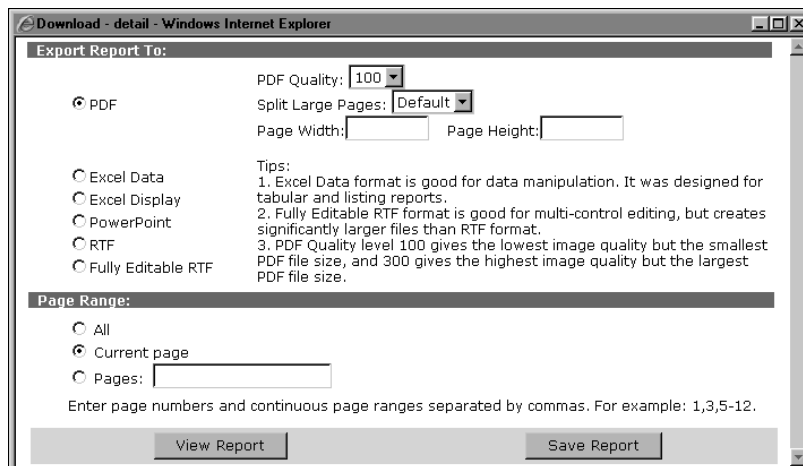 Download - detail - Windows Internet Explorer
Export Report To:
PDF Quality: 100
PDF
Split Large Pages: Default
Page Width: Page Height:
Excel Data
Excel Display
PowerPoint
RTF
Fully Editable RTF
Tips:
1. Excel Data format is good for data manipulation. It was designed for
tabular and listing reports.
2. Fully Editable RTF format is good for multi-control editing, but creates
significantly larger files than RTF format.
3. PDF Quality level 100 gives the lowest image quality but the smallest
PDF file size, and 300 gives the highest image quality but the largest
PDF file size.
Page Range:
All
Current page
Pages:
Enter page numbers and continuous page ranges separated by commas. For example: 1,3,5-12.
View Report Save Report